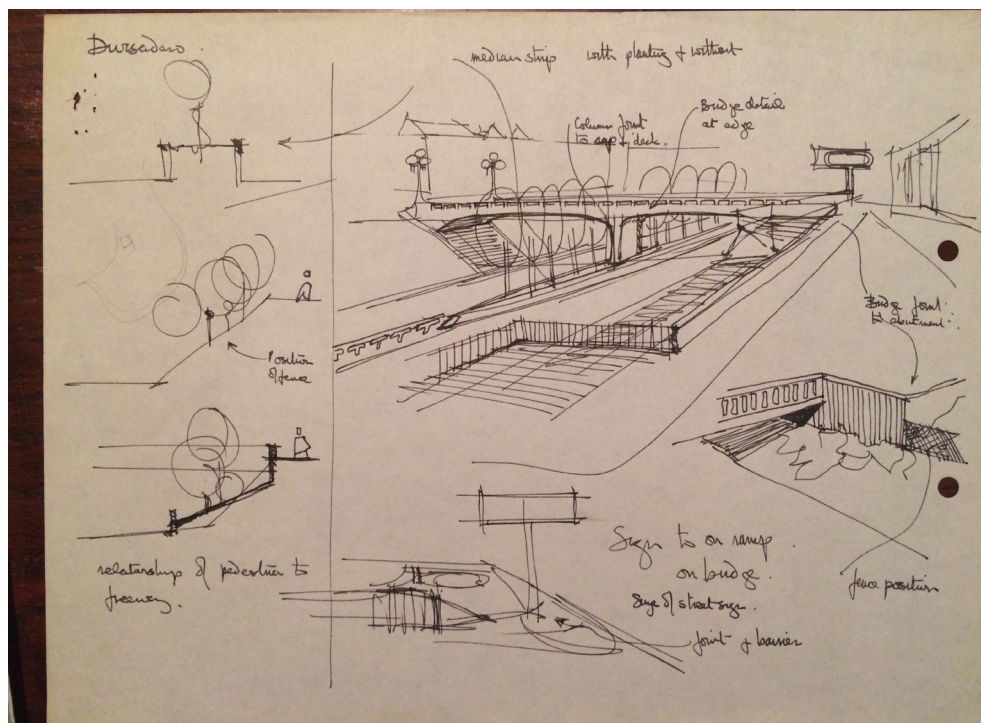 median strip with planting + without
Bridge details
at edge
Column joint
to cap + deck.
Position
of fence
Bridge joint
to abutment
relationship of pedestrian to
freeway.
Sign to on ramp.
on bridge.
Size of street sign.
Joint + barrier
fence position